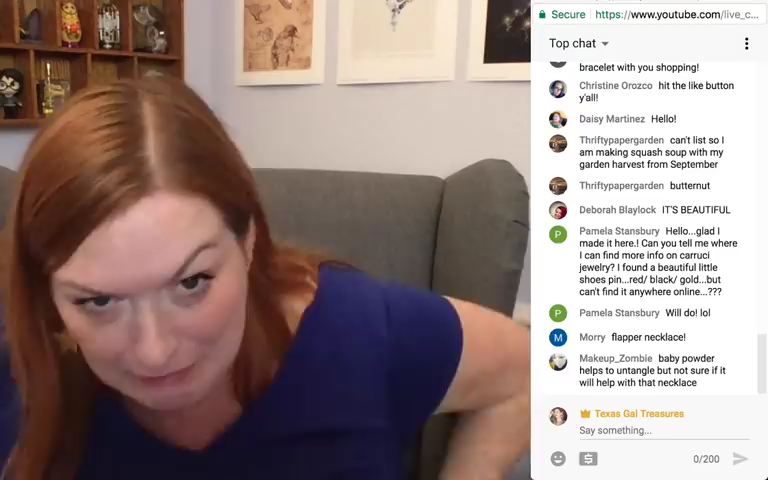 Secure
https://www.youtube.com/live_c...
Top chat
bracelet with you shopping!
Christine Orozco hit the like button
y'all!
Daisy Martinez Hello!
Thriftypapergarden can't list so I
am making squash soup with my
garden harvest from September
Thriftypapergarden butternut
Deborah Blaylock IT'S BEAUTIFUL
P
Pamela Stansbury Hello...glad I
made it here.! Can you tell me where
I can find more info on carruci
jewelry? I found a beautiful little
shoes pin...red/ black/ gold...but
can't find it anywhere online...???
P
Pamela Stansbury Will do! lol
M
Morry flapper necklace!
Makeup_Zombie baby powder
helps to untangle but not sure if it
will help with that necklace
Texas Gal Treasures
Say something...
0/200